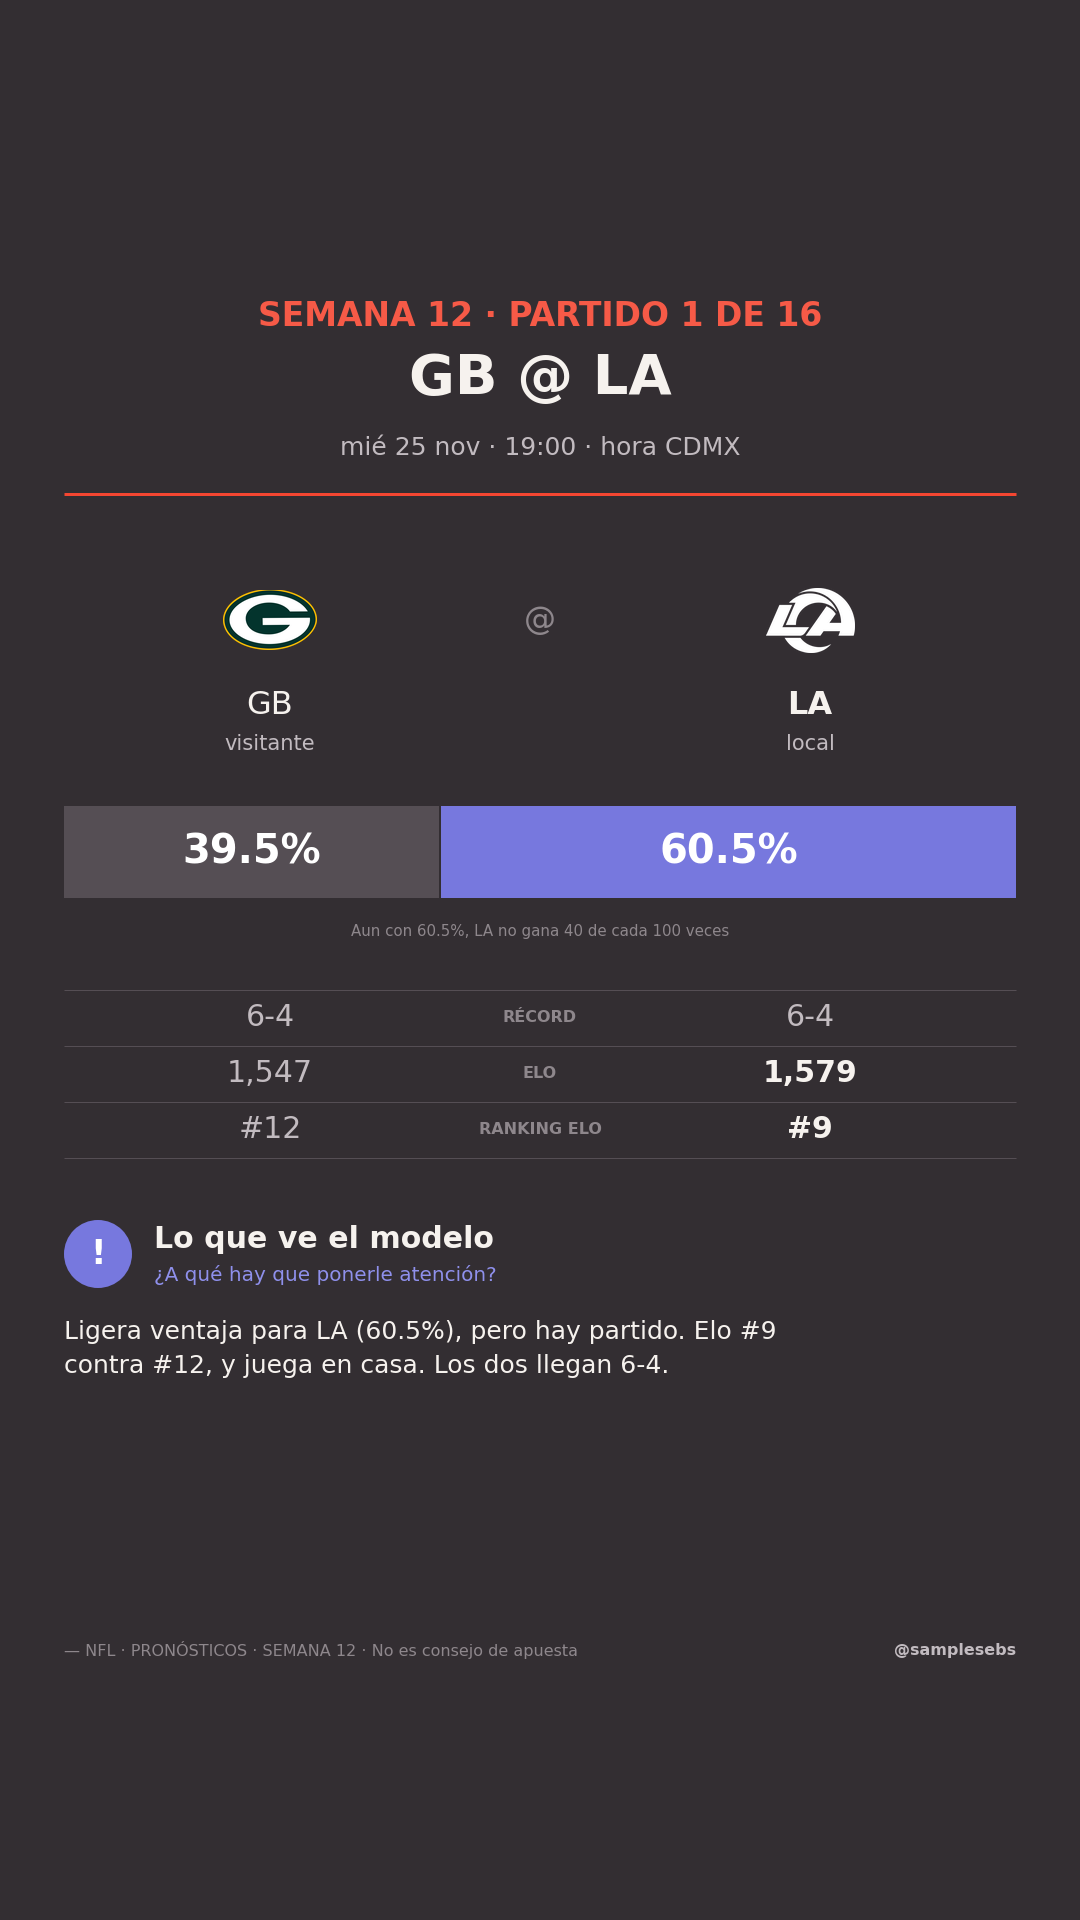 SEMANA 12 · PARTIDO 1 DE 16
GB @ LA
mié 25 nov · 19:00 · hora CDMX
G
@
LA
GB
LA
visitante
local
39.5%
60.5%
Aun con 60.5%, LA no gana 40 de cada 100 veces
6-4 RÉCORD 6-4
1,547 ELO 1,579
#12 RANKING ELO #9
!
Lo que ve el modelo
¿A qué hay que ponerle atención?
Ligera ventaja para LA (60.5%), pero hay partido. Elo #9
contra #12, y juega en casa. Los dos llegan 6-4.
— NFL · PRONÓSTICOS · SEMANA 12 · No es consejo de apuesta
@samplesebs